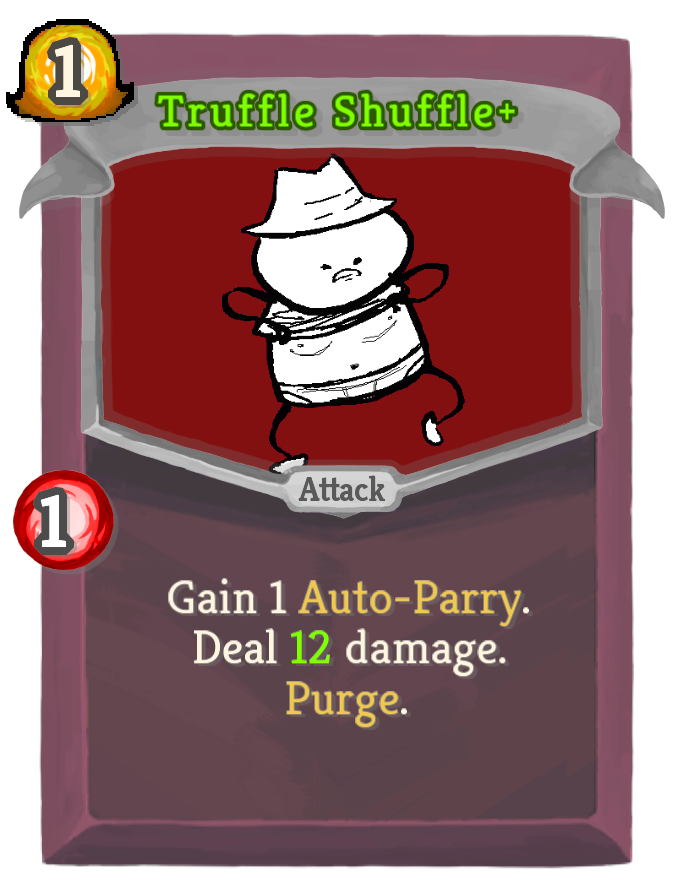 1
Truffle Shuffle+
Attack
1
Gain 1 Auto-Parry.
Deal 12 damage.
Purge.